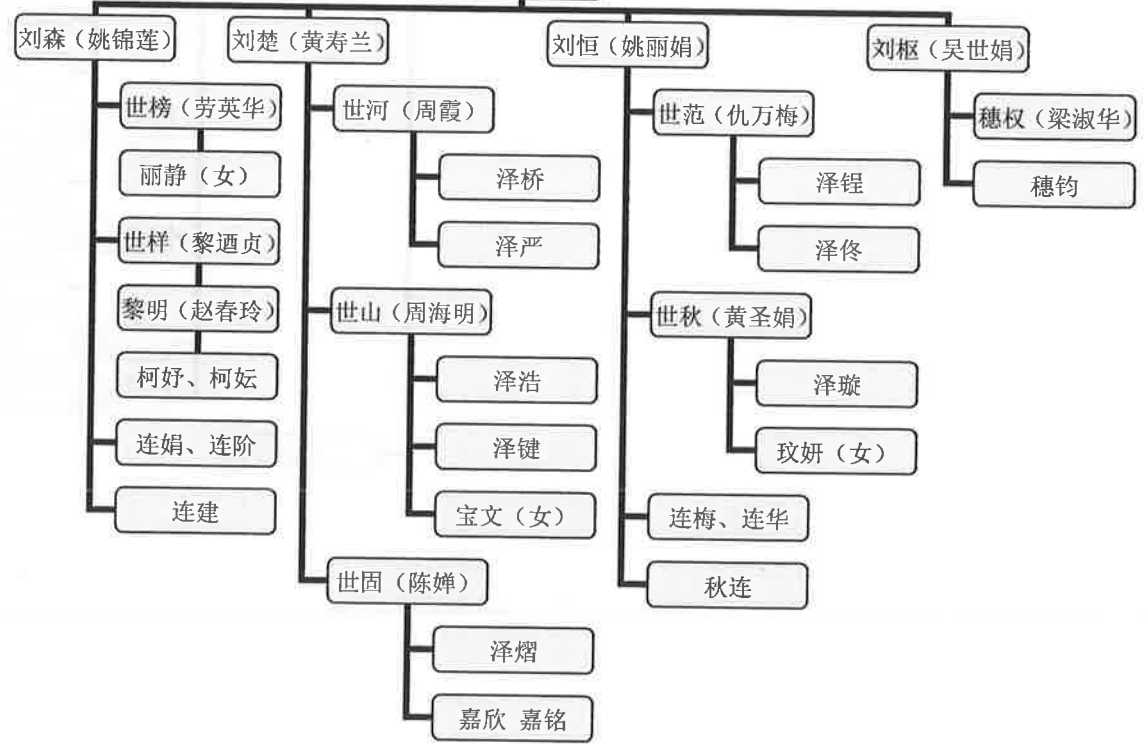 刘森（姚锦莲）
世榜（劳英华）
丽静（女）
世样（黎迺贞）
黎明（赵春玲）
柯妤、柯妘
连娟、连阶
连建
刘楚（黄寿兰）
世河（周霞）
泽桥
泽严
世山（周海明）
泽浩
泽键
宝文（女）
世固（陈婵）
泽熠
嘉欣 嘉铭
刘恒（姚丽娟）
世范（仇万梅）
泽锃
泽佟
世秋（黄圣娟）
泽璇
玟妍（女）
连梅、连华
秋连
刘枢（吴世娟）
穗权（梁淑华）
穗钧